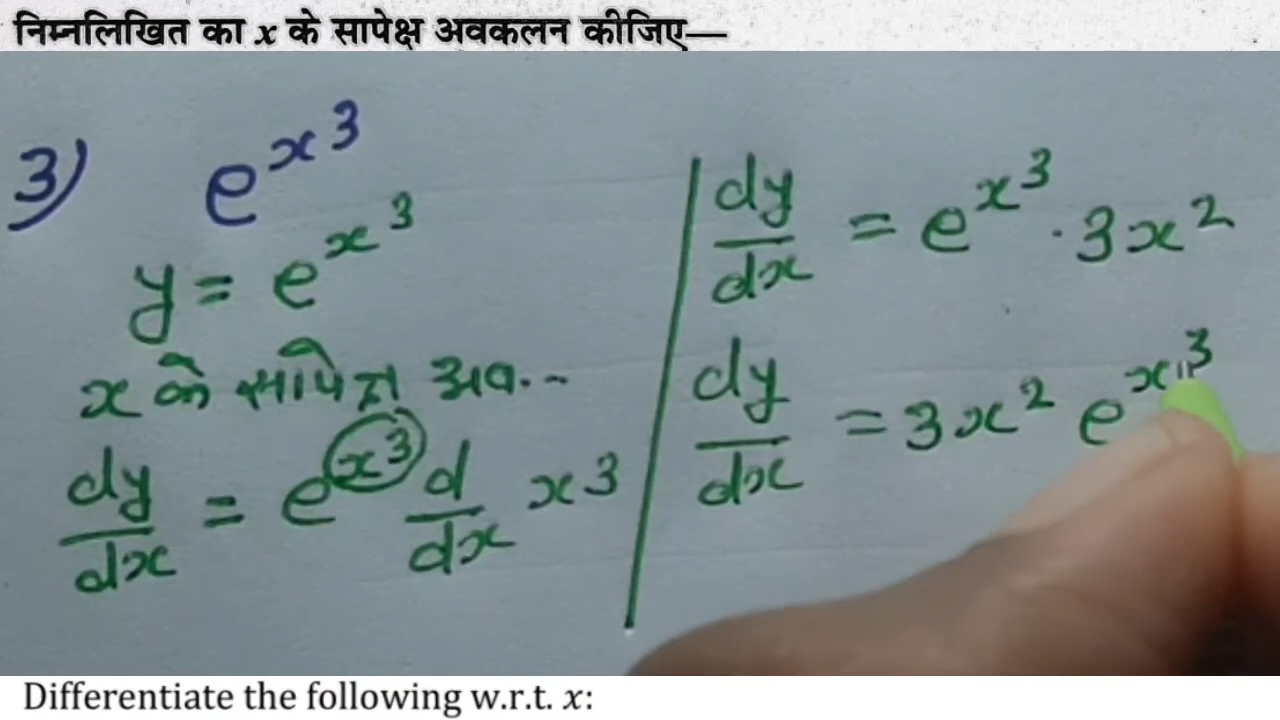 निम्नलिखित का x के सापेक्ष अवकलन कीजिए—
3) e^{x^3}
y = e^{x^3}
x के सापेक्ष अव...
dy/dx = e^{x^3} d/dx x^3
dy/dx = e^{x^3} · 3x^2
dy/dx = 3x^2 e^{x^3}
Differentiate the following w.r.t. x: